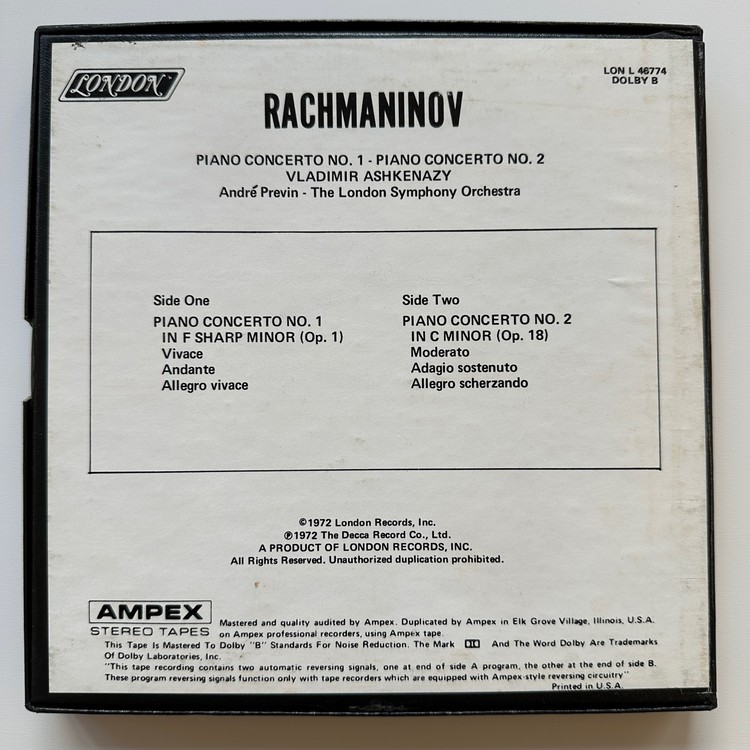 LONDON
LON L 46774
DOLBY B
RACHMANINOV
PIANO CONCERTO NO. 1 - PIANO CONCERTO NO. 2
VLADIMIR ASHKENAZY
André Previn - The London Symphony Orchestra
Side One
PIANO CONCERTO NO. 1
IN F SHARP MINOR (Op. 1)
Vivace
Andante
Allegro vivace
Side Two
PIANO CONCERTO NO. 2
IN C MINOR (Op. 18)
Moderato
Adagio sostenuto
Allegro scherzando
©1972 London Records, Inc.
℗1972 The Decca Record Co., Ltd.
A PRODUCT OF LONDON RECORDS, INC.
All Rights Reserved. Unauthorized duplication prohibited.
AMPEX
STEREO TAPES
Mastered and quality audited by Ampex. Duplicated by Ampex in Elk Grove Village, Illinois, U.S.A.
on Ampex professional recorders, using Ampex tape.
This Tape Is Mastered To Dolby "B" Standards For Noise Reduction. The Mark And The Word Dolby Are Trademarks
Of Dolby Laboratories, Inc.
"This tape recording contains two automatic reversing signals, one at end of side A program, the other at the end of side B.
These program reversing signals function only with tape recorders which are equipped with Ampex-style reversing circuitry"
Printed in U.S.A.